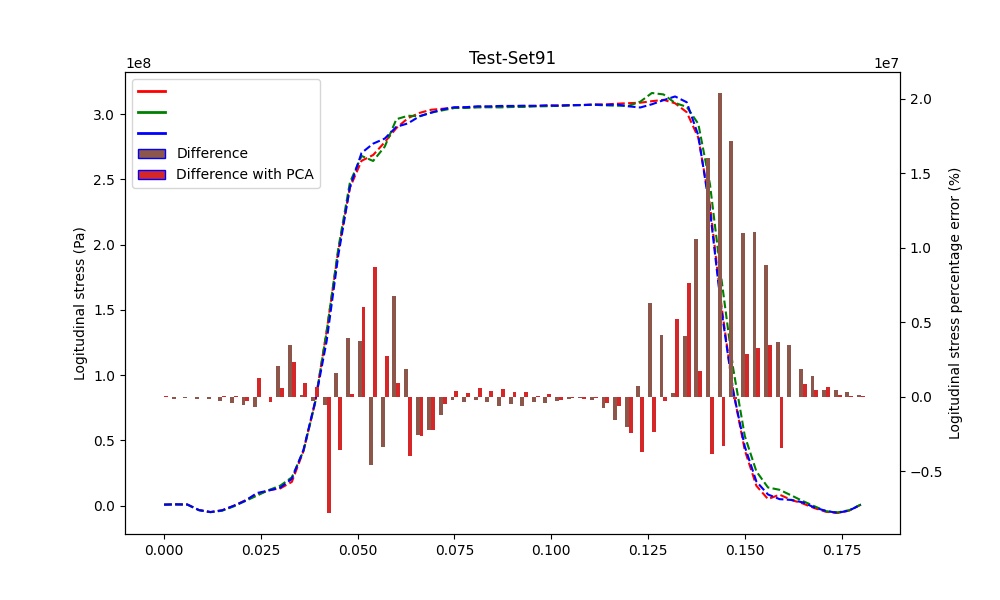 Test-Set91
1e8
1e7
Difference
Difference with PCA
Logitudinal stress (Pa)
3.0
2.5
2.0
1.5
1.0
0.5
0.0
Logitudinal stress percentage error (%)
2.0
1.5
1.0
0.5
0.0
−0.5
0.000 0.025 0.050 0.075 0.100 0.125 0.150 0.175